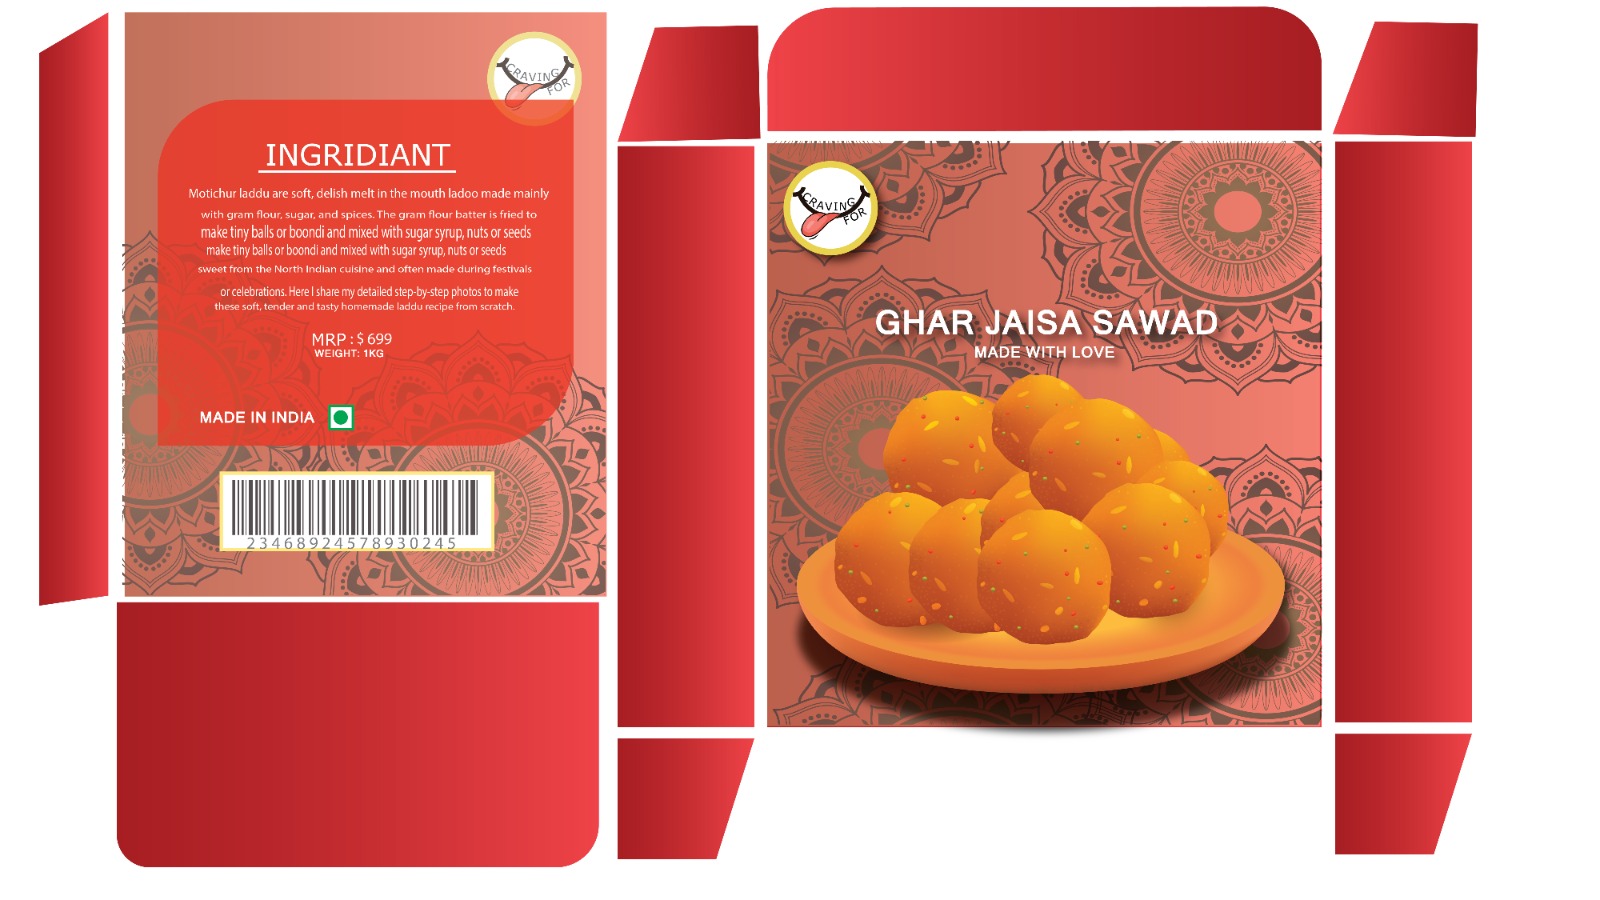 CRAVING
FOR
INGRIDIANT
Motichur laddu are soft, delish melt in the mouth ladoo made mainly
with gram flour, sugar, and spices. The gram flour batter is fried to
make tiny balls or boondi and mixed with sugar syrup, nuts or seeds
make tiny balls or boondi and mixed with sugar syrup, nuts or seeds
sweet from the North Indian cuisine and often made during festivals
or celebrations. Here I share my detailed step-by-step photos to make
these soft, tender and tasty homemade laddu recipe from scratch.
MRP : $ 699
WEIGHT: 1KG
MADE IN INDIA
23468924578930245
CRAVING
FOR
GHAR JAISA SAWAD
MADE WITH LOVE